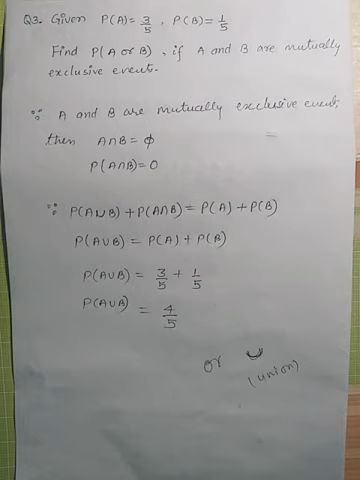 Q3. Given P(A)= 3/5 , P(B)= 1/5
Find P(A or B), if A and B are mutually
exclusive event.
∵ A and B are mutually exclusive event,
then A∩B = ϕ
P(A∩B)=0
∵ P(A∪B)+P(A∩B)= P(A)+P(B)
P(A∪B) = P(A)+P(B)
P(A∪B) = 3/5 + 1/5
P(A∪B) = 4/5
or ∪
(union)